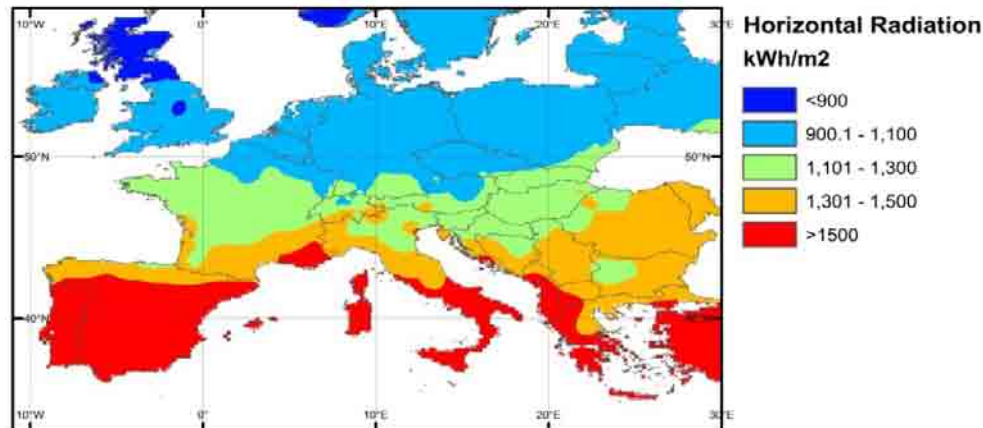 10°W 0° 10°E 20°E
Horizontal Radiation
kWh/m2
<900
900.1 - 1,100
50°N 50°N
1,101 - 1,300
1,301 - 1,500
>1500
40°N 40°N
10°W 0° 10°E 20°E 30°E